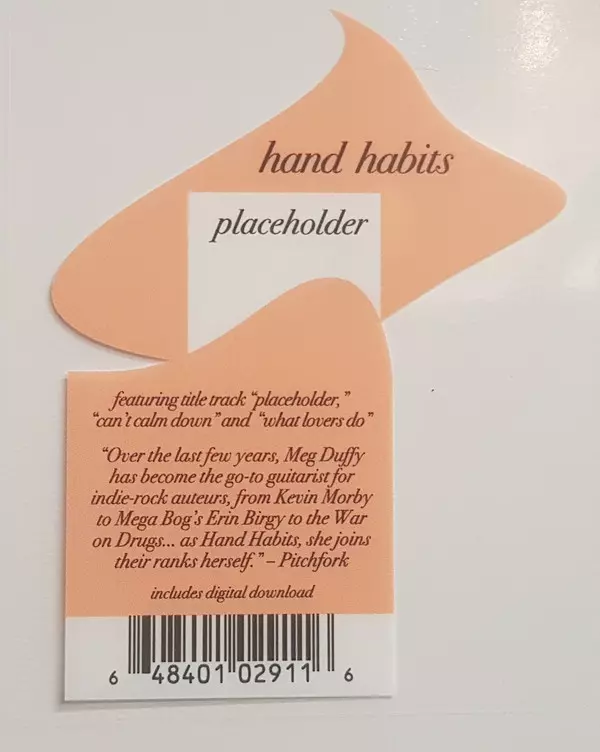 hand habits
placeholder
featuring title track "placeholder,"
"can't calm down" and "what lovers do"
"Over the last few years, Meg Duffy
has become the go-to guitarist for
indie-rock auteurs, from Kevin Morby
to Mega Bog's Erin Birgy to the War
on Drugs... as Hand Habits, she joins
their ranks herself." – Pitchfork
includes digital download
6 48401 02911 6